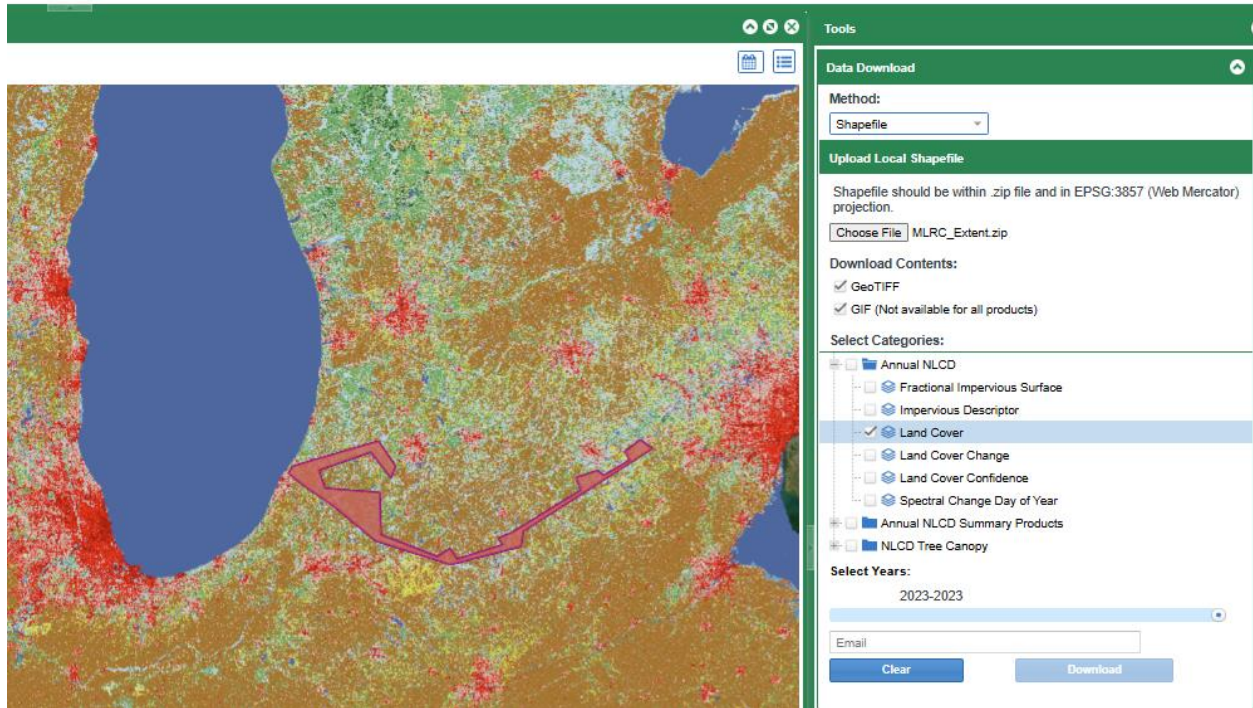 Tools
Data Download
Method:
Shapefile
Upload Local Shapefile
Shapefile should be within .zip file and in EPSG:3857 (Web Mercator)
projection.
Choose File MLRC_Extent.zip
Download Contents:
GeoTIFF
GIF (Not available for all products)
Select Categories:
Annual NLCD
Fractional Impervious Surface
Impervious Descriptor
Land Cover
Land Cover Change
Land Cover Confidence
Spectral Change Day of Year
Annual NLCD Summary Products
NLCD Tree Canopy
Select Years:
2023-2023
Email
Clear Download